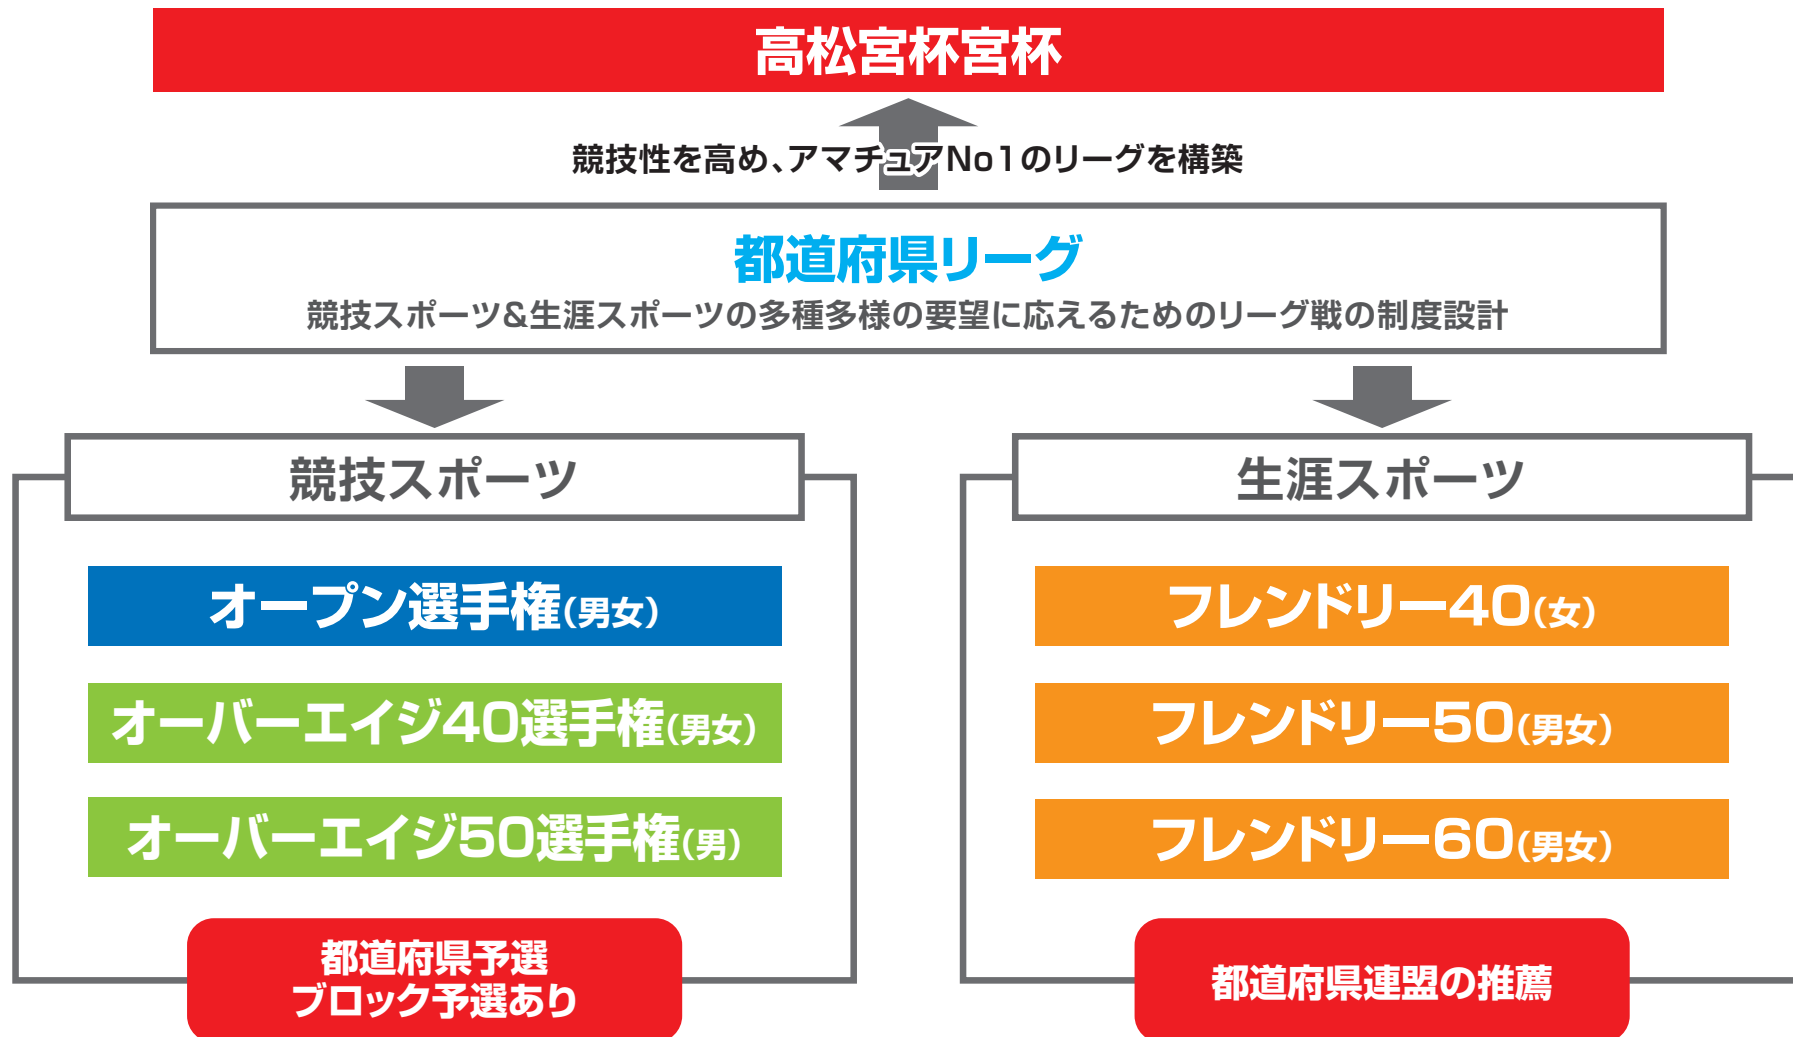 高松宮杯宮杯
競技性を高め、アマチュアNo1のリーグを構築
都道府県リーグ
競技スポーツ&生涯スポーツの多種多様の要望に応えるためのリーグ戦の制度設計
競技スポーツ
オープン選手権(男女)
オーバーエイジ40選手権(男女)
オーバーエイジ50選手権(男)
都道府県予選
ブロック予選あり
生涯スポーツ
フレンドリー40(女)
フレンドリー50(男女)
フレンドリー60(男女)
都道府県連盟の推薦